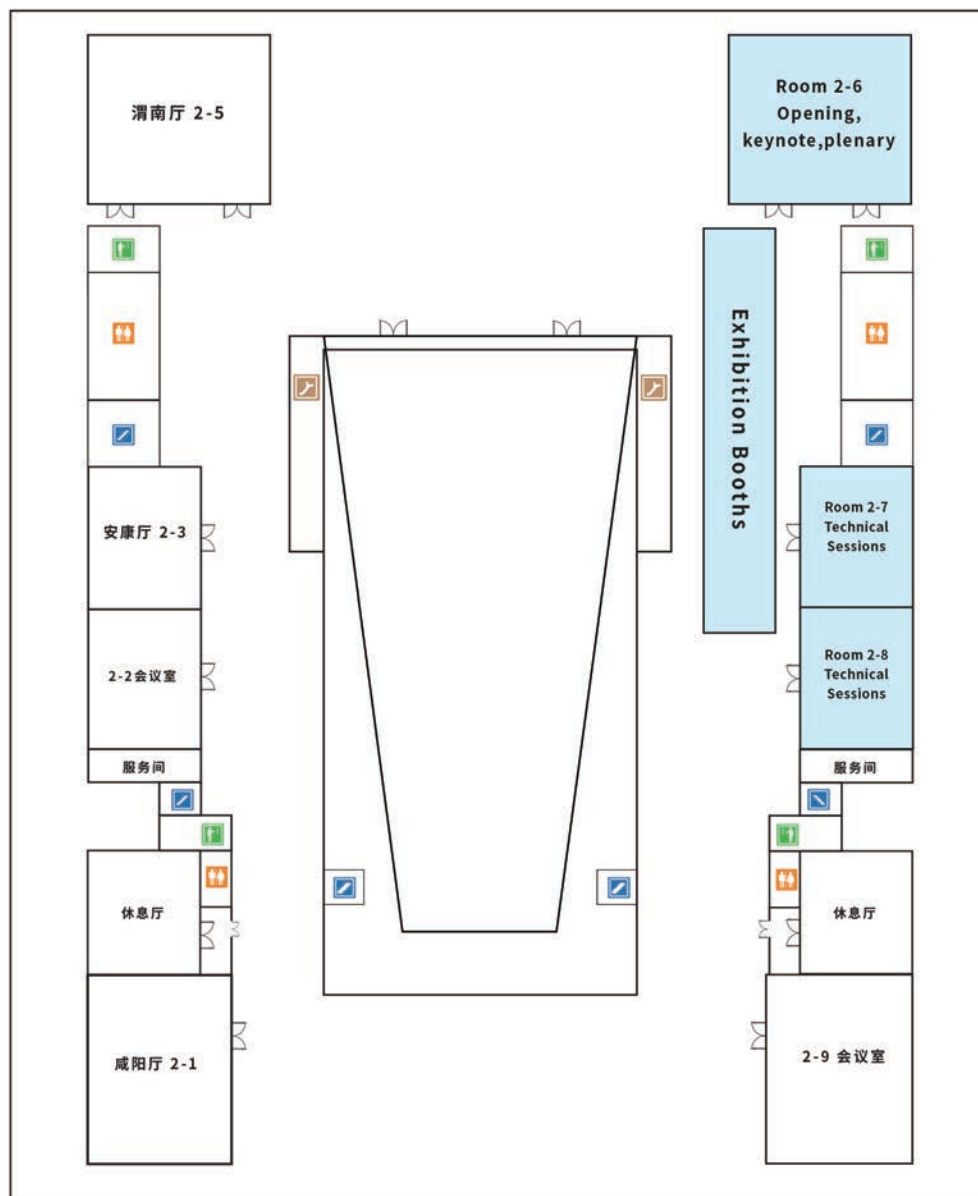 渭南厅 2-5
Room 2-6
Opening,
keynote,plenary
Exhibition Booths
安康厅 2-3
Room 2-7
Technical
Sessions
2-2会议室
Room 2-8
Technical
Sessions
服务间
服务间
休息厅
休息厅
咸阳厅 2-1
2-9 会议室